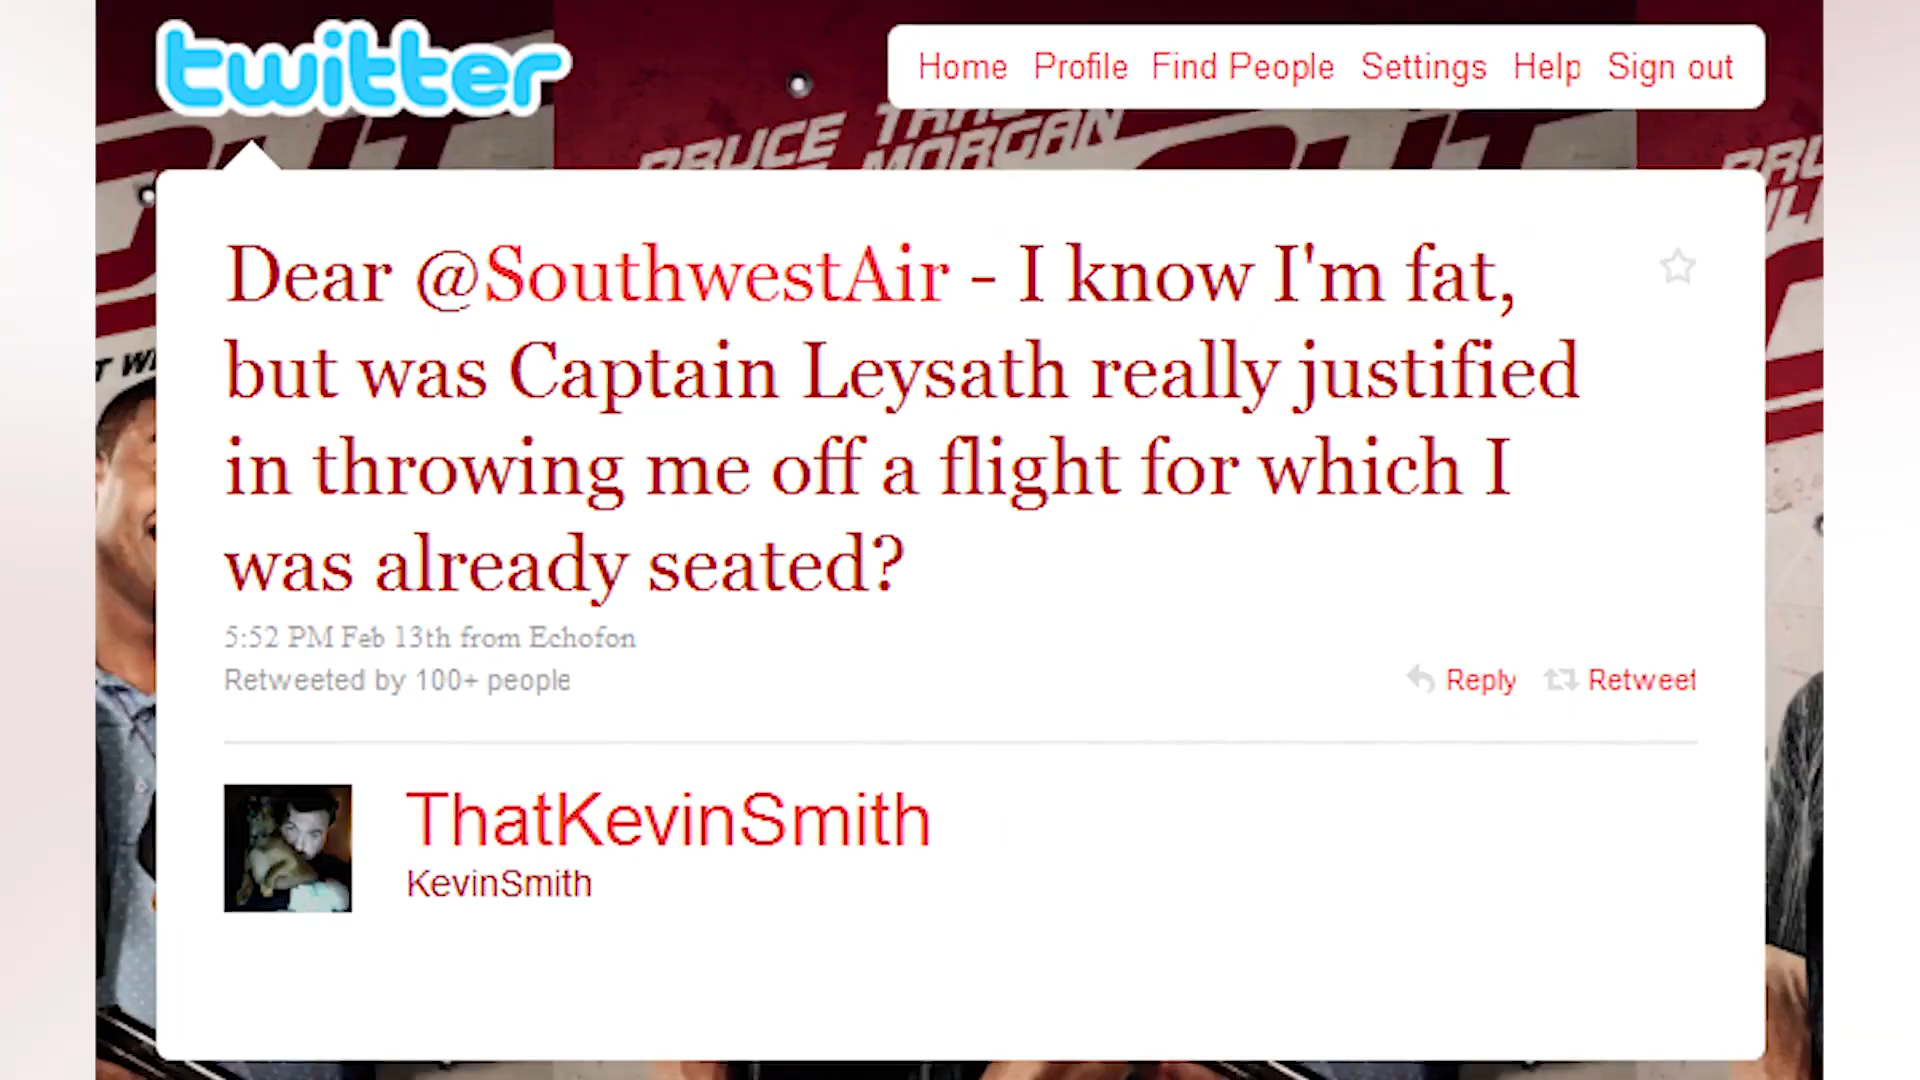 twitter
Home Profile Find People Settings Help Sign out
BRUCE
MORGAN
Dear @SouthwestAir - I know I'm fat,
but was Captain Leysath really justified
in throwing me off a flight for which I
was already seated?
5:52 PM Feb 13th from Echofon
Retweeted by 100+ people
Reply Retweet
ThatKevinSmith
KevinSmith